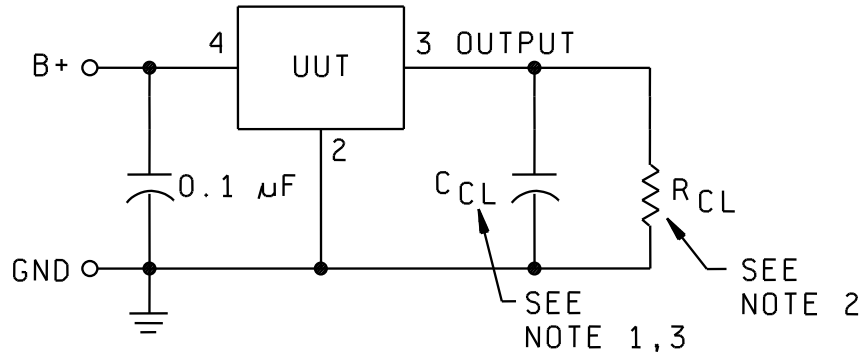 4
3 OUTPUT
B+
UUT
2
0.1 µF
C CL
R CL
GND
SEE
NOTE 2
SEE
NOTE 1,3